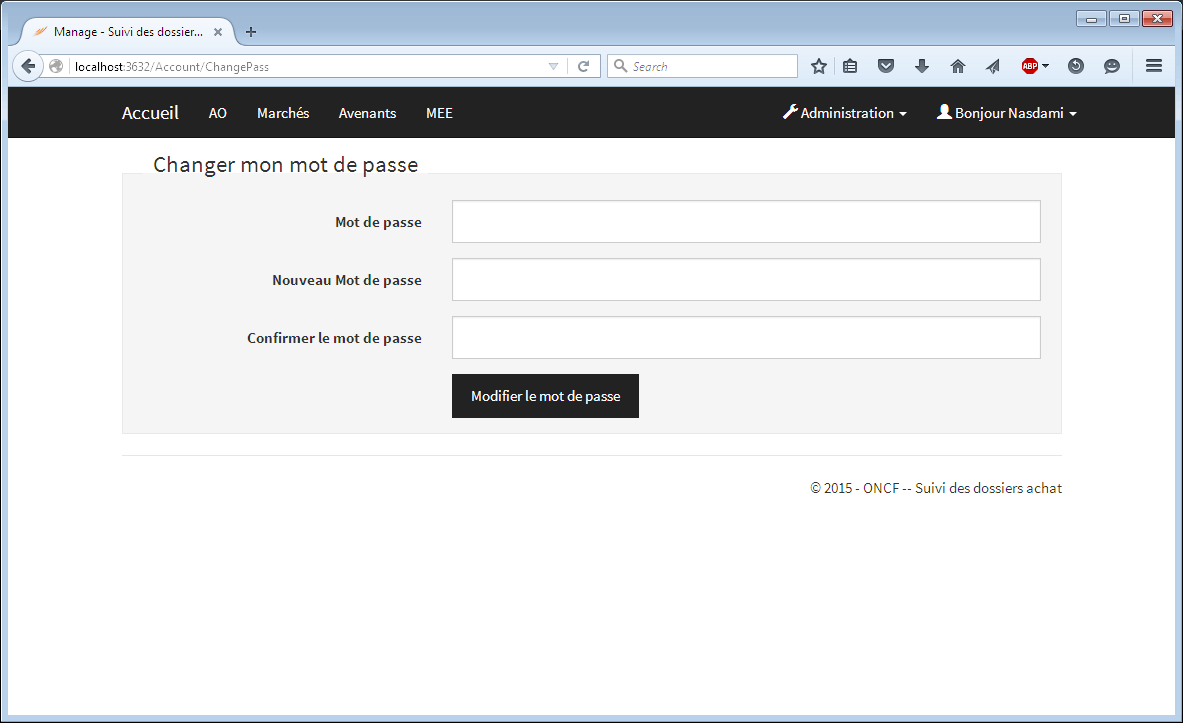 Manage - Suivi des dossier...
localhost:3632/Account/ChangePass
Search
ABP
Accueil AO Marchés Avenants MEE Administration Bonjour Nasdami
Changer mon mot de passe
Mot de passe
Nouveau Mot de passe
Confirmer le mot de passe
Modifier le mot de passe
© 2015 - ONCF -- Suivi des dossiers achat